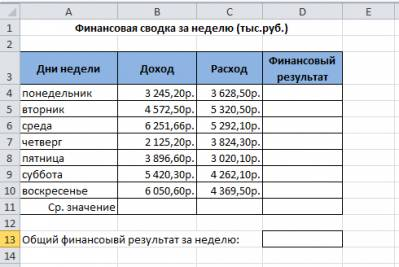 A B C D E F
1 Финансовая сводка за неделю (тыс.руб.)
2
3 Дни недели Доход Расход Финансовый результат
4 понедельник 3 245,20р. 3 628,50р.
5 вторник 4 572,50р. 5 320,50р.
6 среда 6 251,66р. 5 292,10р.
7 четверг 2 125,20р. 3 824,30р.
8 пятница 3 896,60р. 3 020,10р.
9 суббота 5 420,30р. 4 262,10р.
10 воскресенье 6 050,60р. 4 369,50р.
11 Ср. значение
12
13 Общий финансоывй результат за неделю:
14